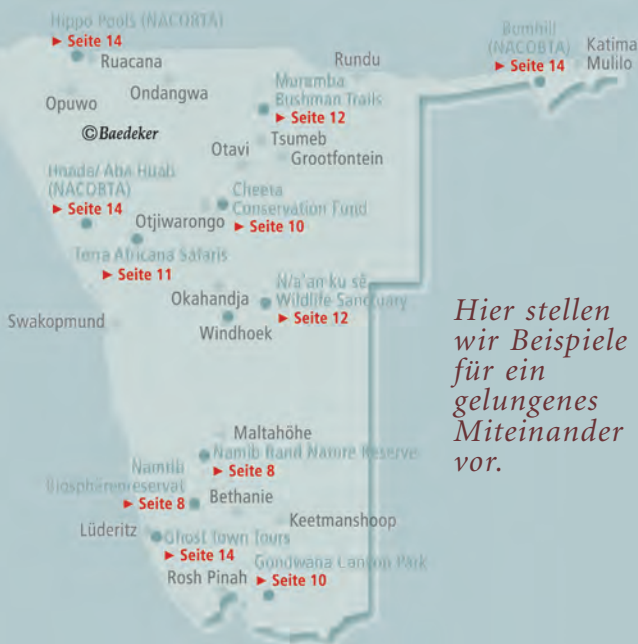 Hippo Pools (NACOBTA)
► Seite 14
Ruacana
Opuwo
Ondangwa
Rundu
Bumhill
(NACOBTA)
► Seite 14
Katima
Mulilo
©Baedeker
Muramba
Bushman Trails
► Seite 12
Tsumeb
Otavi
Grootfontein
Aba Huab
(NACOBTA)
► Seite 14
Otjiwarongo
Cheeta
Conservation Fund
► Seite 10
Terra Africana Safaris
► Seite 11
Okahandja
N/a'an ku sê
Wildlife Sanctuary
► Seite 12
Swakopmund
Windhoek
Hier stellen
wir Beispiele
für ein
gelungenes
Miteinander
vor.
Maltahöhe
Namib Rand Nature Reserve
► Seite 8
Namib
Biosphärenreservat
► Seite 8
Bethanie
Lüderitz
Keetmanshoop
Ghost Town Tours
► Seite 14
Gondwana Canyon Park
► Seite 10
Rosh Pinah